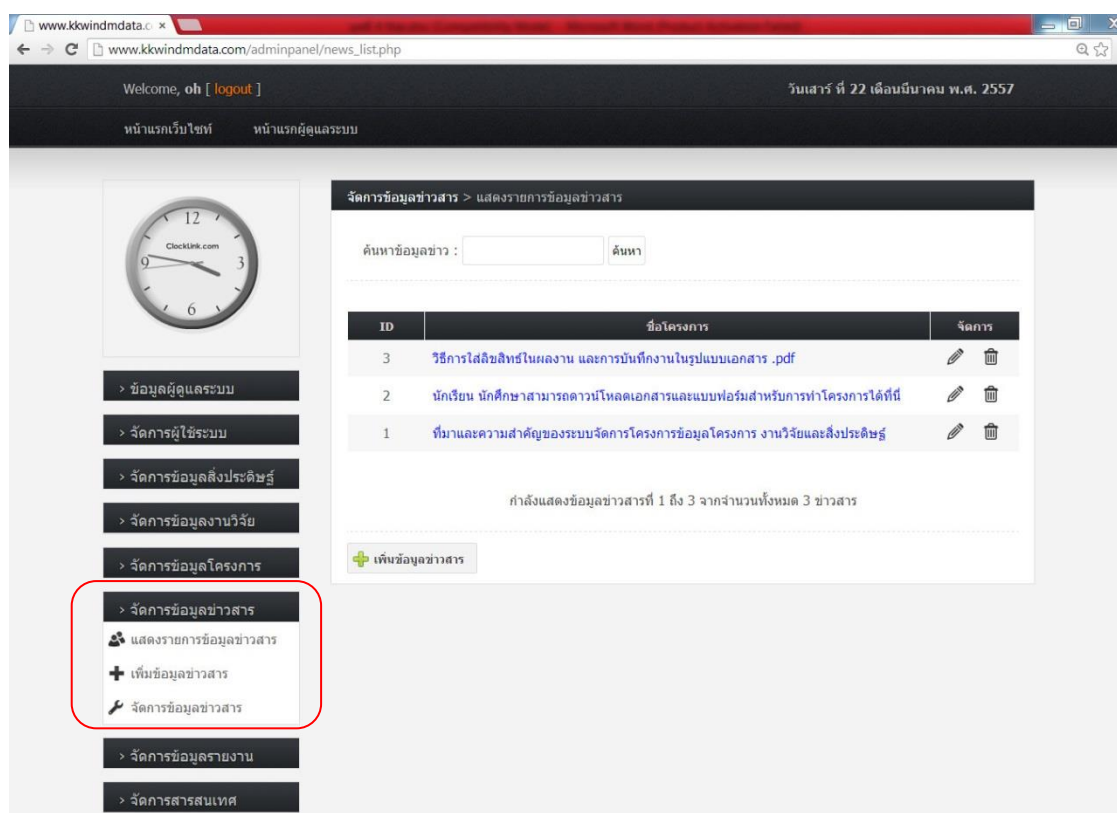 www.kkwindmdata.c
www.kkwindmdata.com/adminpanel/news_list.php
Welcome, oh [ logout ]
วันเสาร์ ที่ 22 เดือนมีนาคม พ.ศ. 2557
หน้าแรกเว็บไซท์ หน้าแรกผู้ดูแลระบบ
12
ClockLink.com
9 3
6
จัดการข้อมูลข่าวสาร > แสดงรายการข้อมูลข่าวสาร
ค้นหาข้อมูลข่าว : ค้นหา
ID ชื่อโครงการ จัดการ
3 วิธีการใส่ลิขสิทธ์ในผลงาน และการบันทึกงานในรูปแบบเอกสาร .pdf
2 นักเรียน นักศึกษาสามารถดาวน์โหลดเอกสารและแบบฟอร์มสำหรับการทำโครงการได้ที่นี่
1 ที่มาและความสำคัญของระบบจัดการโครงการข้อมูลโครงการ งานวิจัยและสิ่งประดิษฐ์
กำลังแสดงข้อมูลข่าวสารที่ 1 ถึง 3 จากจำนวนทั้งหมด 3 ข่าวสาร
เพิ่มข้อมูลข่าวสาร
> ข้อมูลผู้ดูแลระบบ
> จัดการผู้ใช้ระบบ
> จัดการข้อมูลสิ่งประดิษฐ์
> จัดการข้อมูลงานวิจัย
> จัดการข้อมูลโครงการ
> จัดการข้อมูลข่าวสาร
แสดงรายการข้อมูลข่าวสาร
เพิ่มข้อมูลข่าวสาร
จัดการข้อมูลข่าวสาร
> จัดการข้อมูลรายงาน
> จัดการสารสนเทศ